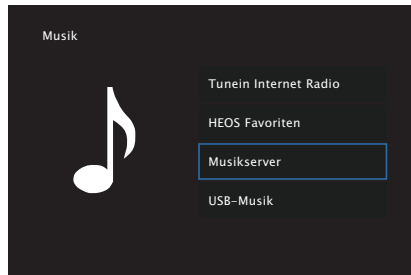 Musik
Tunein Internet Radio
HEOS Favoriten
Musikserver
USB-Musik